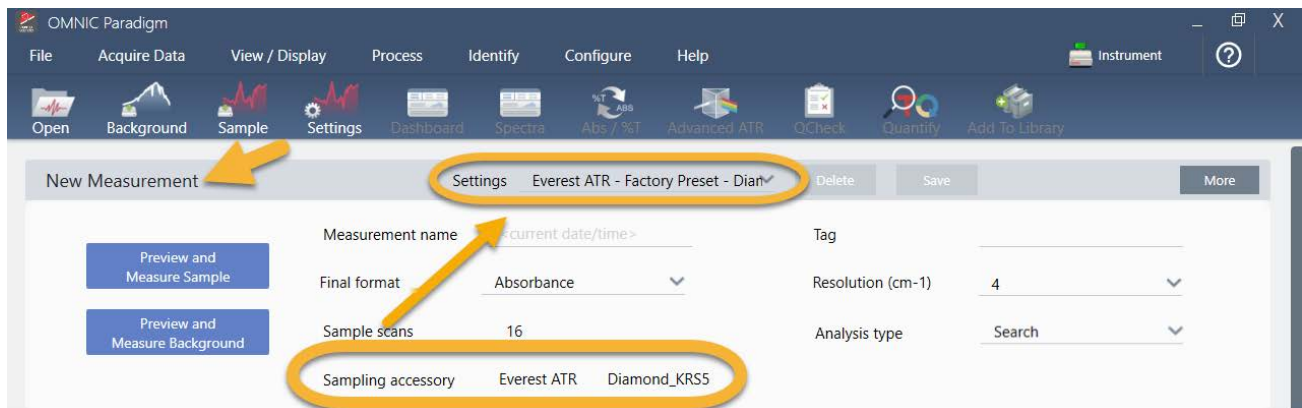 OMNIC Paradigm
File Acquire Data View / Display Process Identify Configure Help Instrument
Open Background Sample Settings Dashboard Spectra Abs / %T Advanced ATR QCheck Quantify Add To Library
%T ABS
New Measurement Settings Everest ATR - Factory Preset - Diam Delete Save More
Measurement name <current date/time> Tag
Preview and
Measure Sample
Final format Absorbance Resolution (cm-1) 4
Preview and
Measure Background
Sample scans 16 Analysis type Search
Sampling accessory Everest ATR Diamond_KRS5